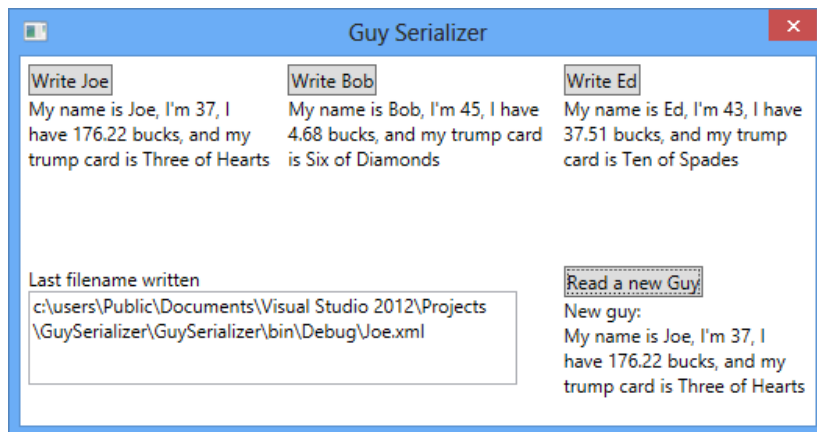 Guy Serializer
Write Joe
My name is Joe, I'm 37, I
have 176.22 bucks, and my
trump card is Three of Hearts
Write Bob
My name is Bob, I'm 45, I have
4.68 bucks, and my trump card
is Six of Diamonds
Write Ed
My name is Ed, I'm 43, I have
37.51 bucks, and my trump
card is Ten of Spades
Last filename written
c:\users\Public\Documents\Visual Studio 2012\Projects
\GuySerializer\GuySerializer\bin\Debug\Joe.xml
Read a new Guy
New guy:
My name is Joe, I'm 37, I
have 176.22 bucks, and my
trump card is Three of Hearts